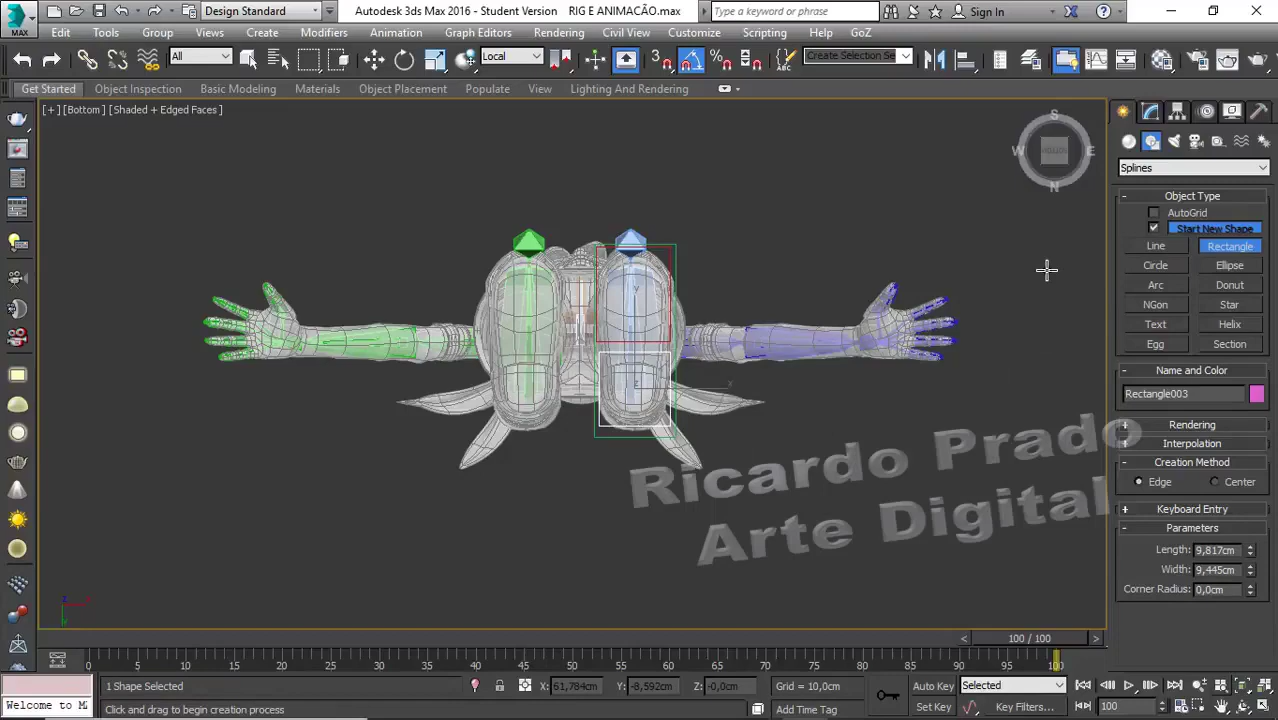 MAX
Design Standard
Autodesk 3ds Max 2016 - Student Version    RIG E ANIMACÃO.max
Type a keyword or phrase
Sign In
Edit Tools Group Views Create Modifiers Animation Graph Editors Rendering Civil View Customize Scripting Help GoZ
All
Local
Create Selection Se
Get Started Object Inspection Basic Modeling Materials Object Placement Populate View Lighting And Rendering
[+] [Bottom] [Shaded + Edged Faces]
S
W E
N
Splines
- Object Type
AutoGrid
Start New Shape
Line Rectangle
Circle Ellipse
Arc Donut
NGon Star
Text Helix
Egg Section
- Name and Color
Rectangle003
+ Rendering
+ Interpolation
- Creation Method
Edge Center
+ Keyboard Entry
- Parameters
Length: 9,817cm
Width: 9,445cm
Corner Radius: 0,0cm
y
z x
Ricardo Prado
Arte Digital
< 100 / 100 >
0 5 10 15 20 25 30 35 40 45 50 55 60 65 70 75 80 85 90 95 100
1 Shape Selected
X: 61,784cm Y: -8,592cm Z: -0,0cm Grid = 10,0cm
Auto Key Selected
Welcome to M
Click and drag to begin creation process
Add Time Tag
Set Key Key Filters... 100